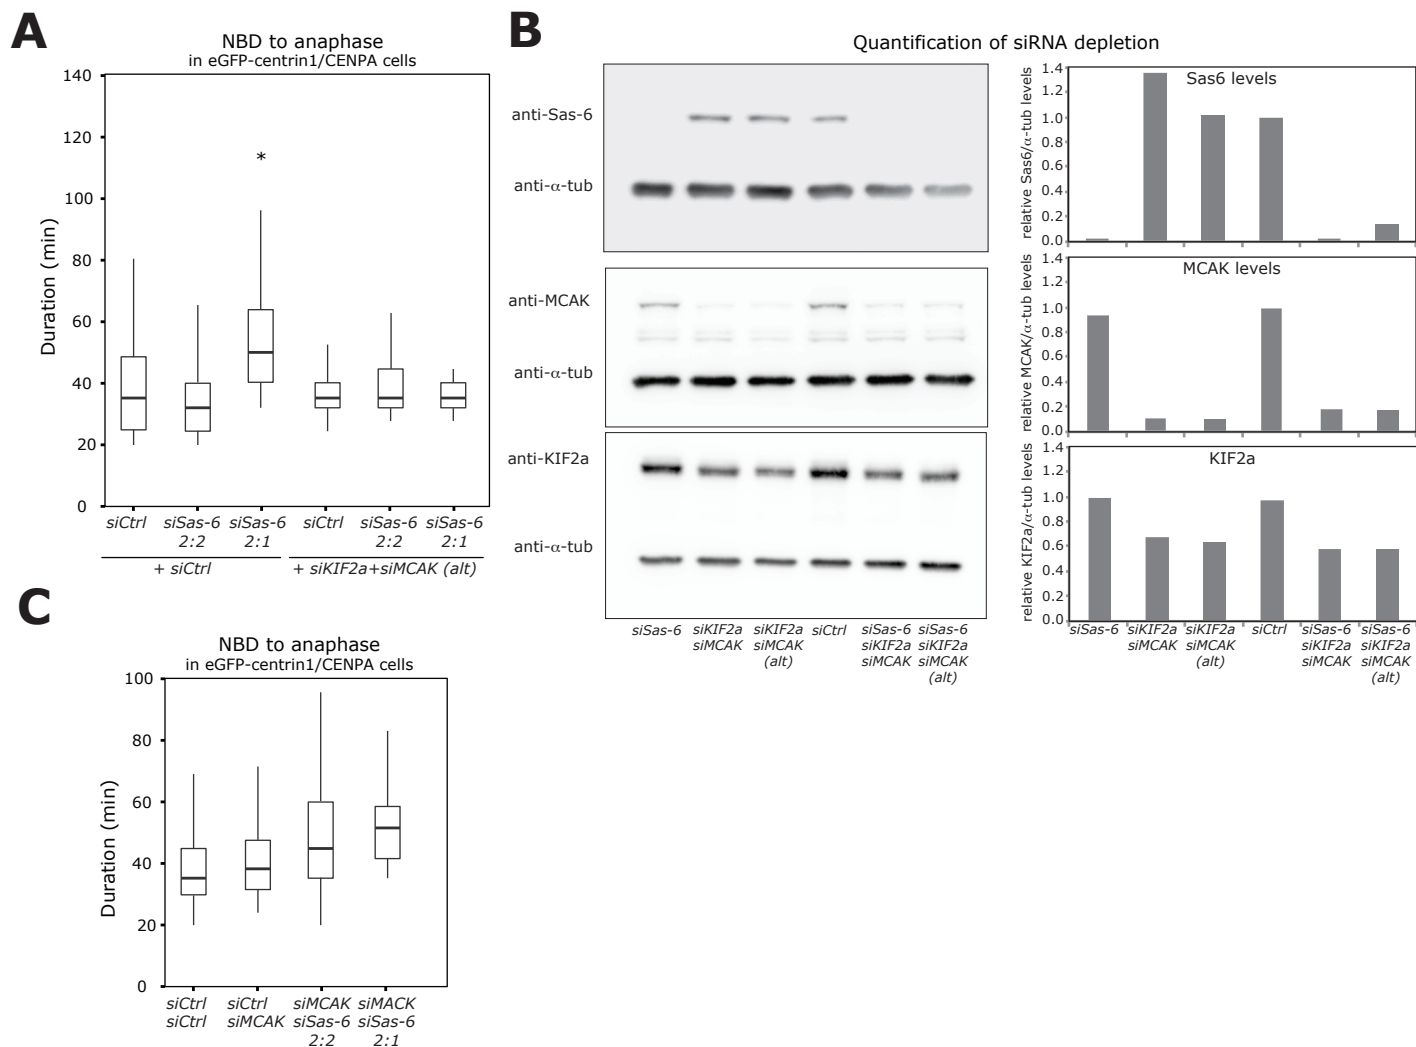 A
NBD to anaphase
in eGFP-centrin1/CENPA cells
Duration (min)
140
120
100
80
60
40
20
0
*
siCtrl siSas-6 siSas-6 siCtrl siSas-6 siSas-6
2:2 2:1 2:2 2:1
+ siCtrl + siKIF2a+siMCAK (alt)
B
Quantification of siRNA depletion
anti-Sas-6
anti-α-tub
anti-MCAK
anti-α-tub
anti-KIF2a
anti-α-tub
siSas-6 siKIF2a siKIF2a siCtrl siSas-6 siSas-6
siMCAK siMCAK siKIF2a siKIF2a
(alt) siMCAK siMCAK
(alt)
Sas6 levels
relative Sas6/α-tub levels
1.4
1.2
1.0
0.8
0.6
0.4
0.2
0.0
MCAK levels
relative MCAK/α-tub levels
1.4
1.2
1.0
0.8
0.6
0.4
0.2
0.0
KIF2a
relative KIF2a/α-tub levels
1.4
1.2
1.0
0.8
0.6
0.4
0.2
0.0
siSas-6 siKIF2a siKIF2a siCtrl siSas-6 siSas-6
siMCAK siMCAK siKIF2a siKIF2a
(alt) siMCAK siMCAK
(alt)
C
NBD to anaphase
in eGFP-centrin1/CENPA cells
Duration (min)
100
80
60
40
20
0
siCtrl siCtrl siMCAK siMACK
siCtrl siMCAK siSas-6 siSas-6
2:2 2:1